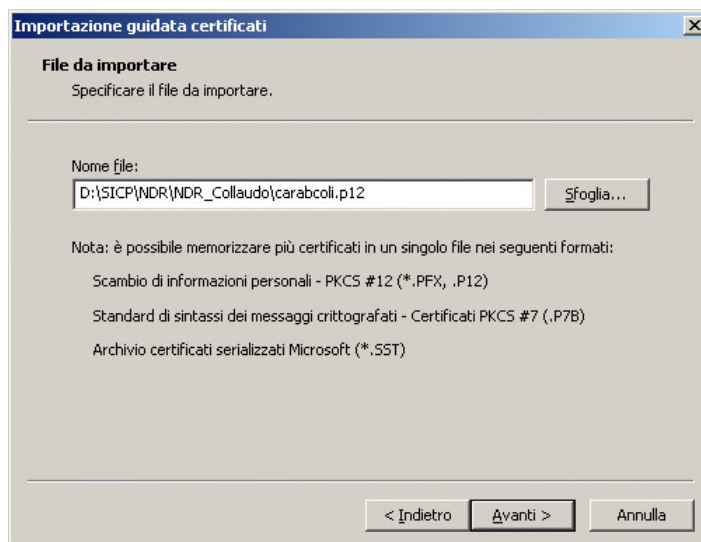 Importazione guidata certificati
File da importare
Specificare il file da importare.
Nome file:
D:\SICP\NDR\NDR_Collaudo\carabcoli.p12
Sfoglia...
Nota: è possibile memorizzare più certificati in un singolo file nei seguenti formati:
Scambio di informazioni personali - PKCS #12 (*.PFX, .P12)
Standard di sintassi dei messaggi crittografati - Certificati PKCS #7 (.P7B)
Archivio certificati serializzati Microsoft (*.SST)
< Indietro Avanti > Annulla